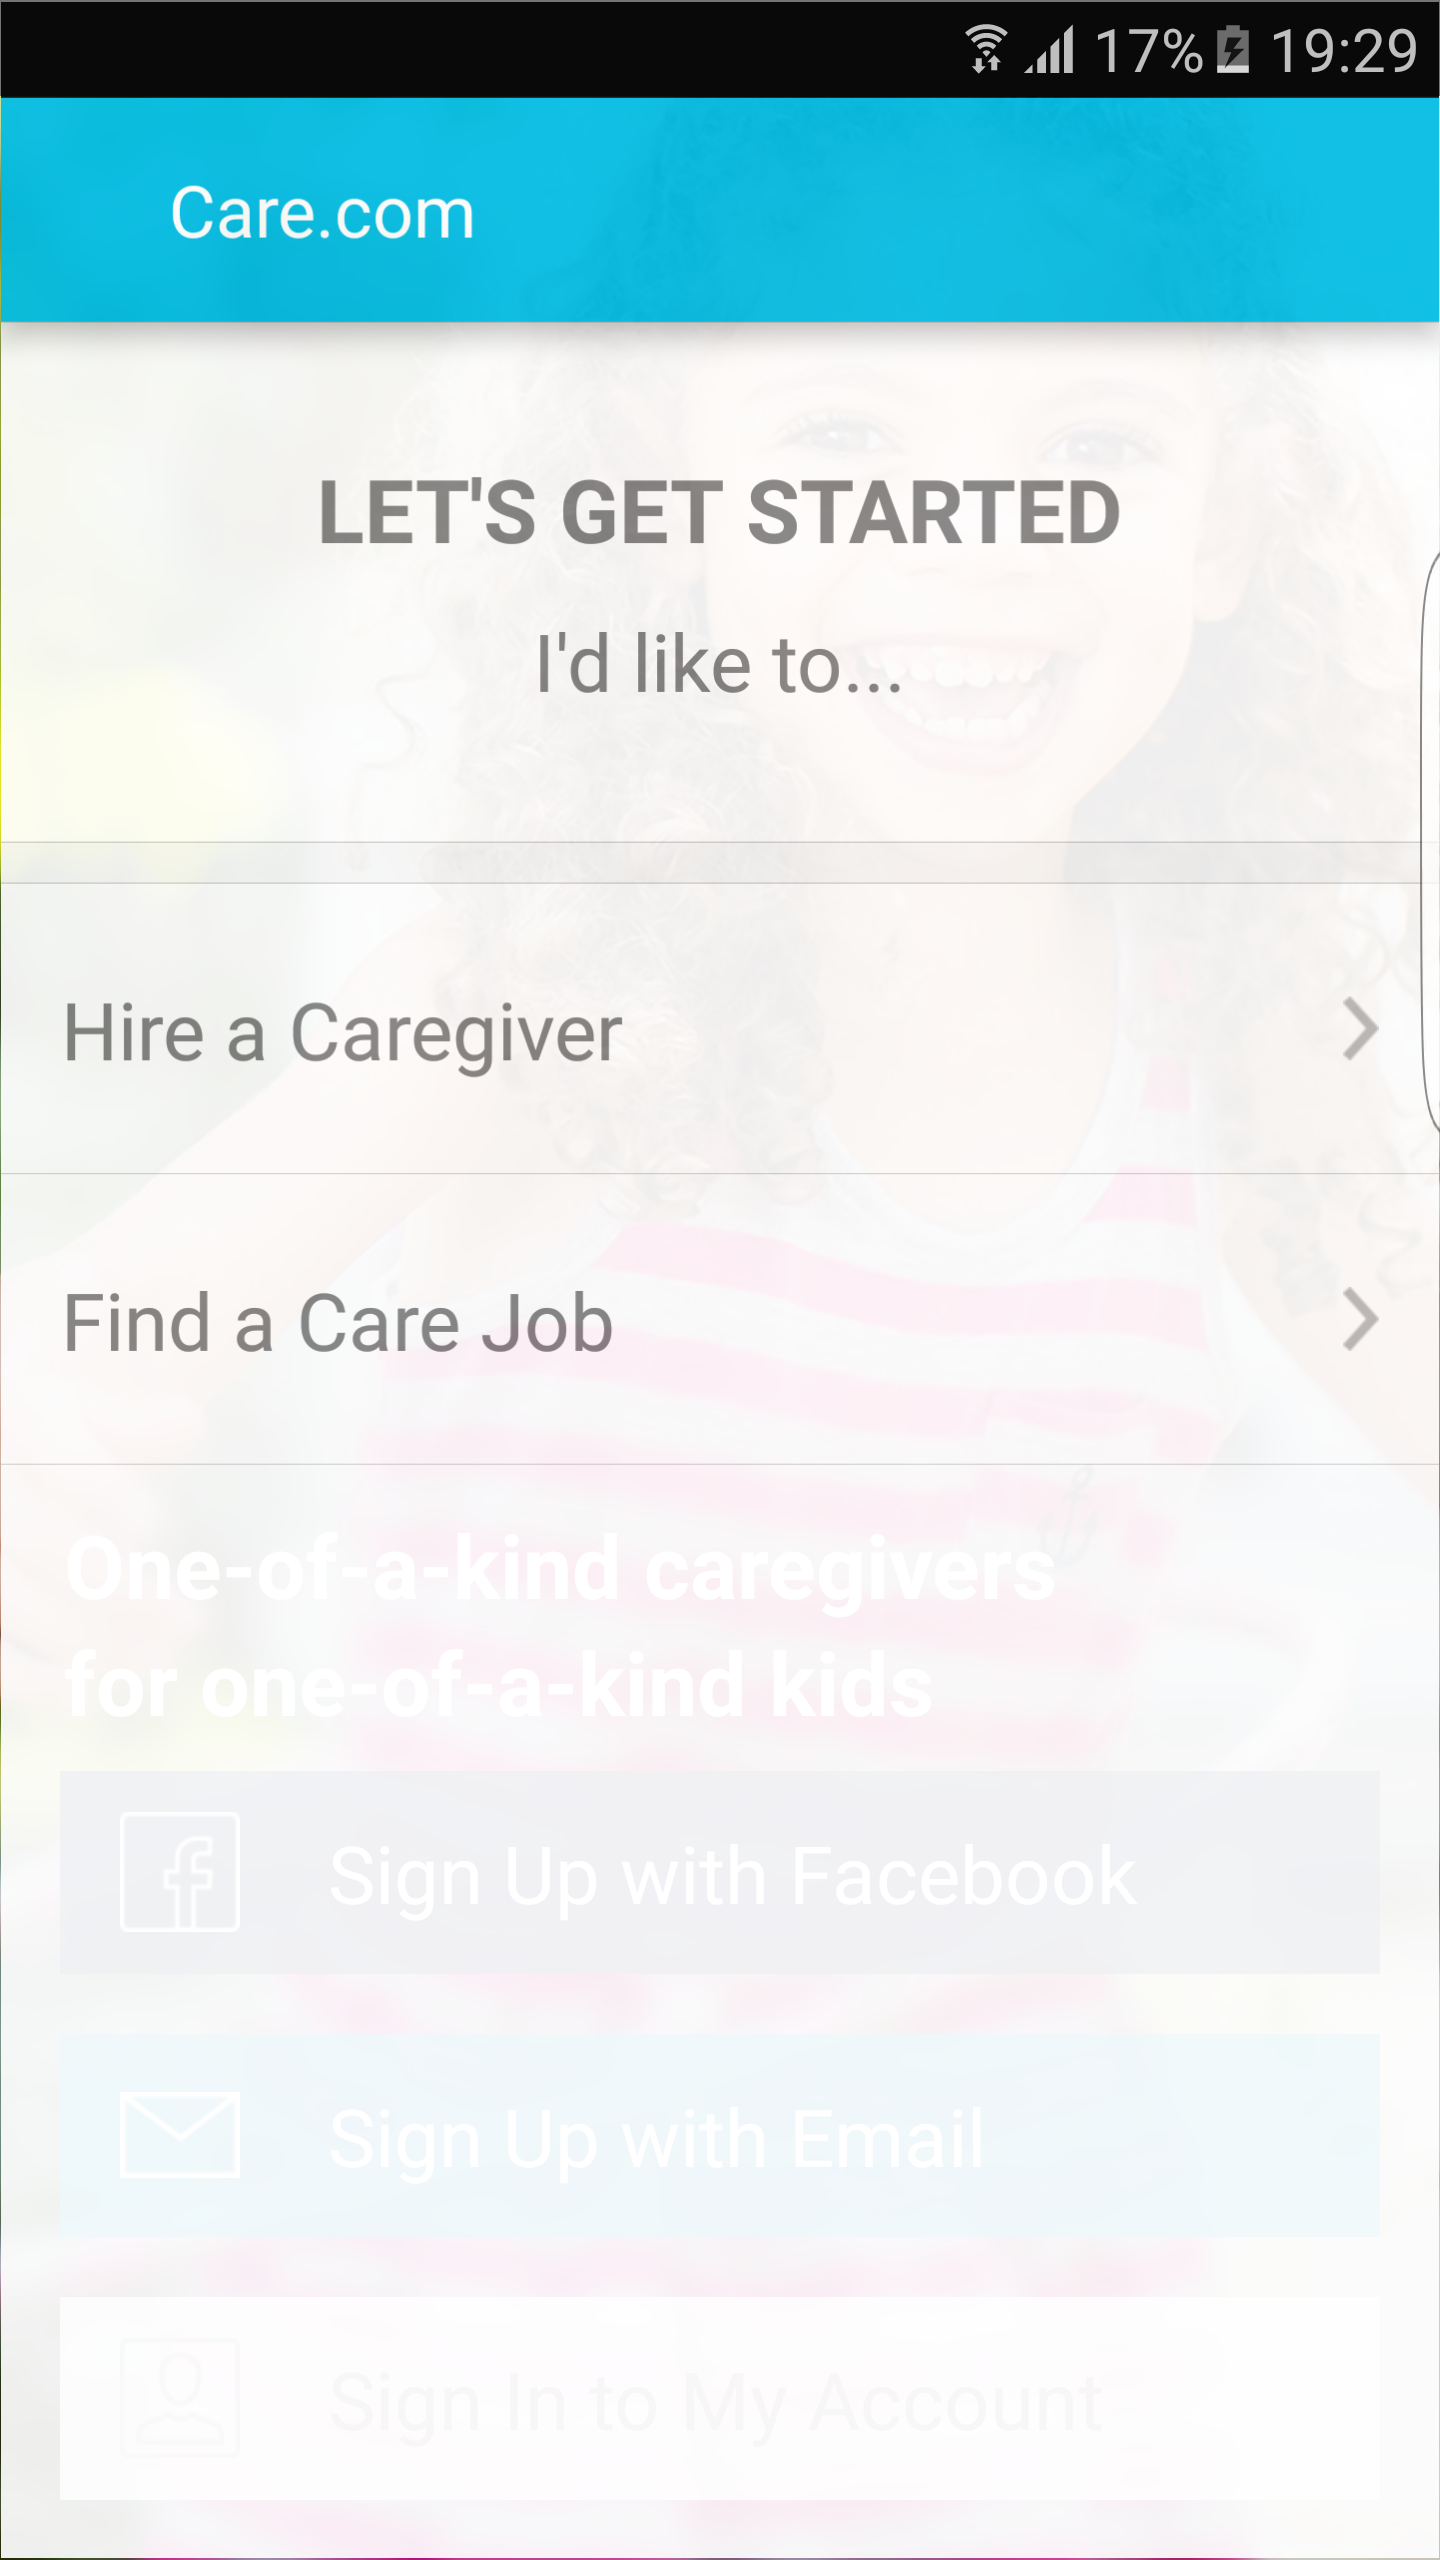 17% 19:29
Care.com
LET'S GET STARTED
I'd like to...
Hire a Caregiver
Find a Care Job
One-of-a-kind caregivers
for one-of-a-kind kids
Sign Up with Facebook
Sign Up with Email
Sign In to My Account